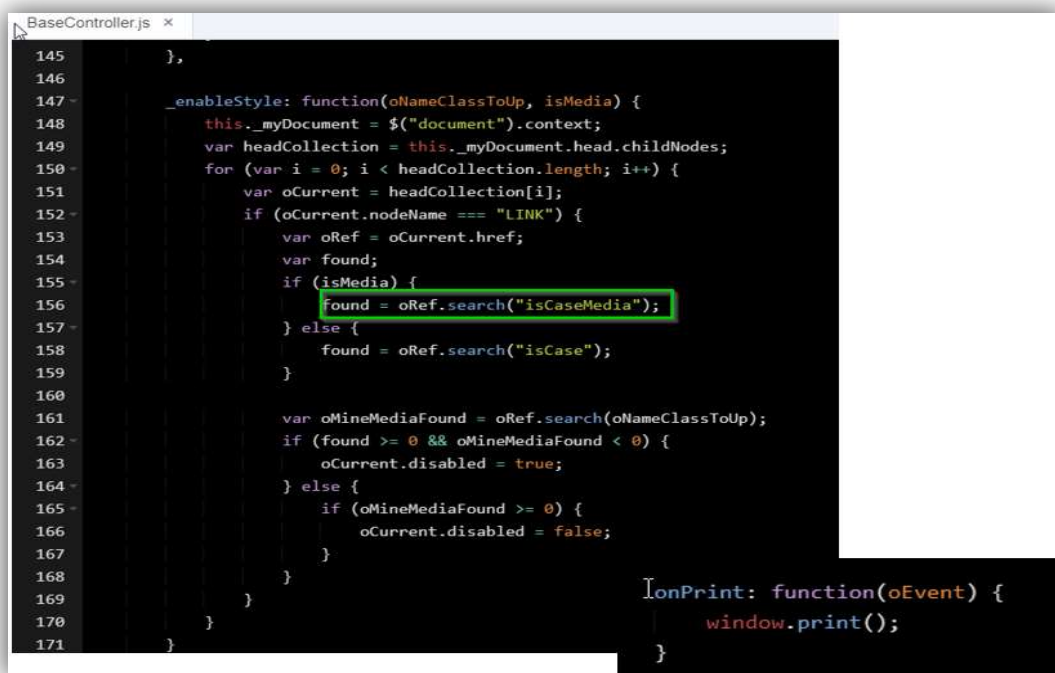 BaseController.js ×
145 },
146
147 _enableStyle: function(oNameClassToUp, isMedia) {
148 this._myDocument = $("document").context;
149 var headCollection = this._myDocument.head.childNodes;
150 for (var i = 0; i < headCollection.length; i++) {
151 var oCurrent = headCollection[i];
152 if (oCurrent.nodeName === "LINK") {
153 var oRef = oCurrent.href;
154 var found;
155 if (isMedia) {
156 found = oRef.search("isCaseMedia");
157 } else {
158 found = oRef.search("isCase");
159 }
160
161 var oMineMediaFound = oRef.search(oNameClassToUp);
162 if (found >= 0 && oMineMediaFound < 0) {
163 oCurrent.disabled = true;
164 } else {
165 if (oMineMediaFound >= 0) {
166 oCurrent.disabled = false;
167 }
168 }
169 }
170 }
171 }
onPrint: function(oEvent) {
window.print();
}